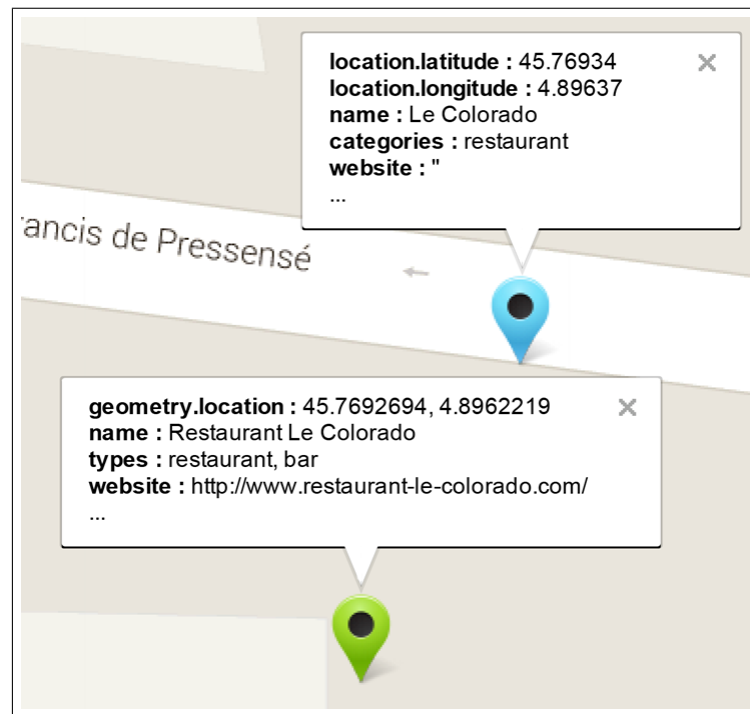 location.latitude : 45.76934
location.longitude : 4.89637
name : Le Colorado
categories : restaurant
website : "
...
rancis de Pressensé
geometry.location : 45.7692694, 4.8962219
name : Restaurant Le Colorado
types : restaurant, bar
website : http://www.restaurant-le-colorado.com/
...